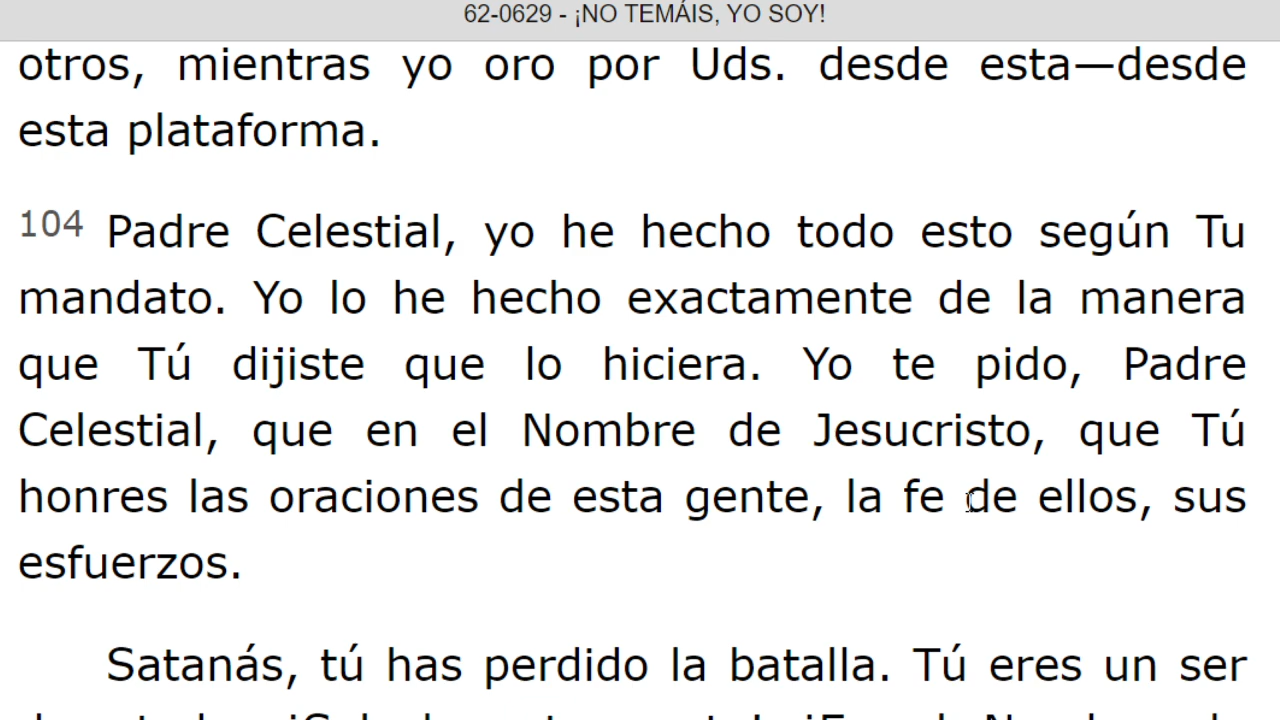 62-0629 - ¡NO TEMÁIS, YO SOY!
otros, mientras yo oro por Uds. desde esta—desde
esta plataforma.
104 Padre Celestial, yo he hecho todo esto según Tu
mandato. Yo lo he hecho exactamente de la manera
que Tú dijiste que lo hiciera. Yo te pido, Padre
Celestial, que en el Nombre de Jesucristo, que Tú
honres las oraciones de esta gente, la fe de ellos, sus
esfuerzos.
Satanás, tú has perdido la batalla. Tú eres un ser